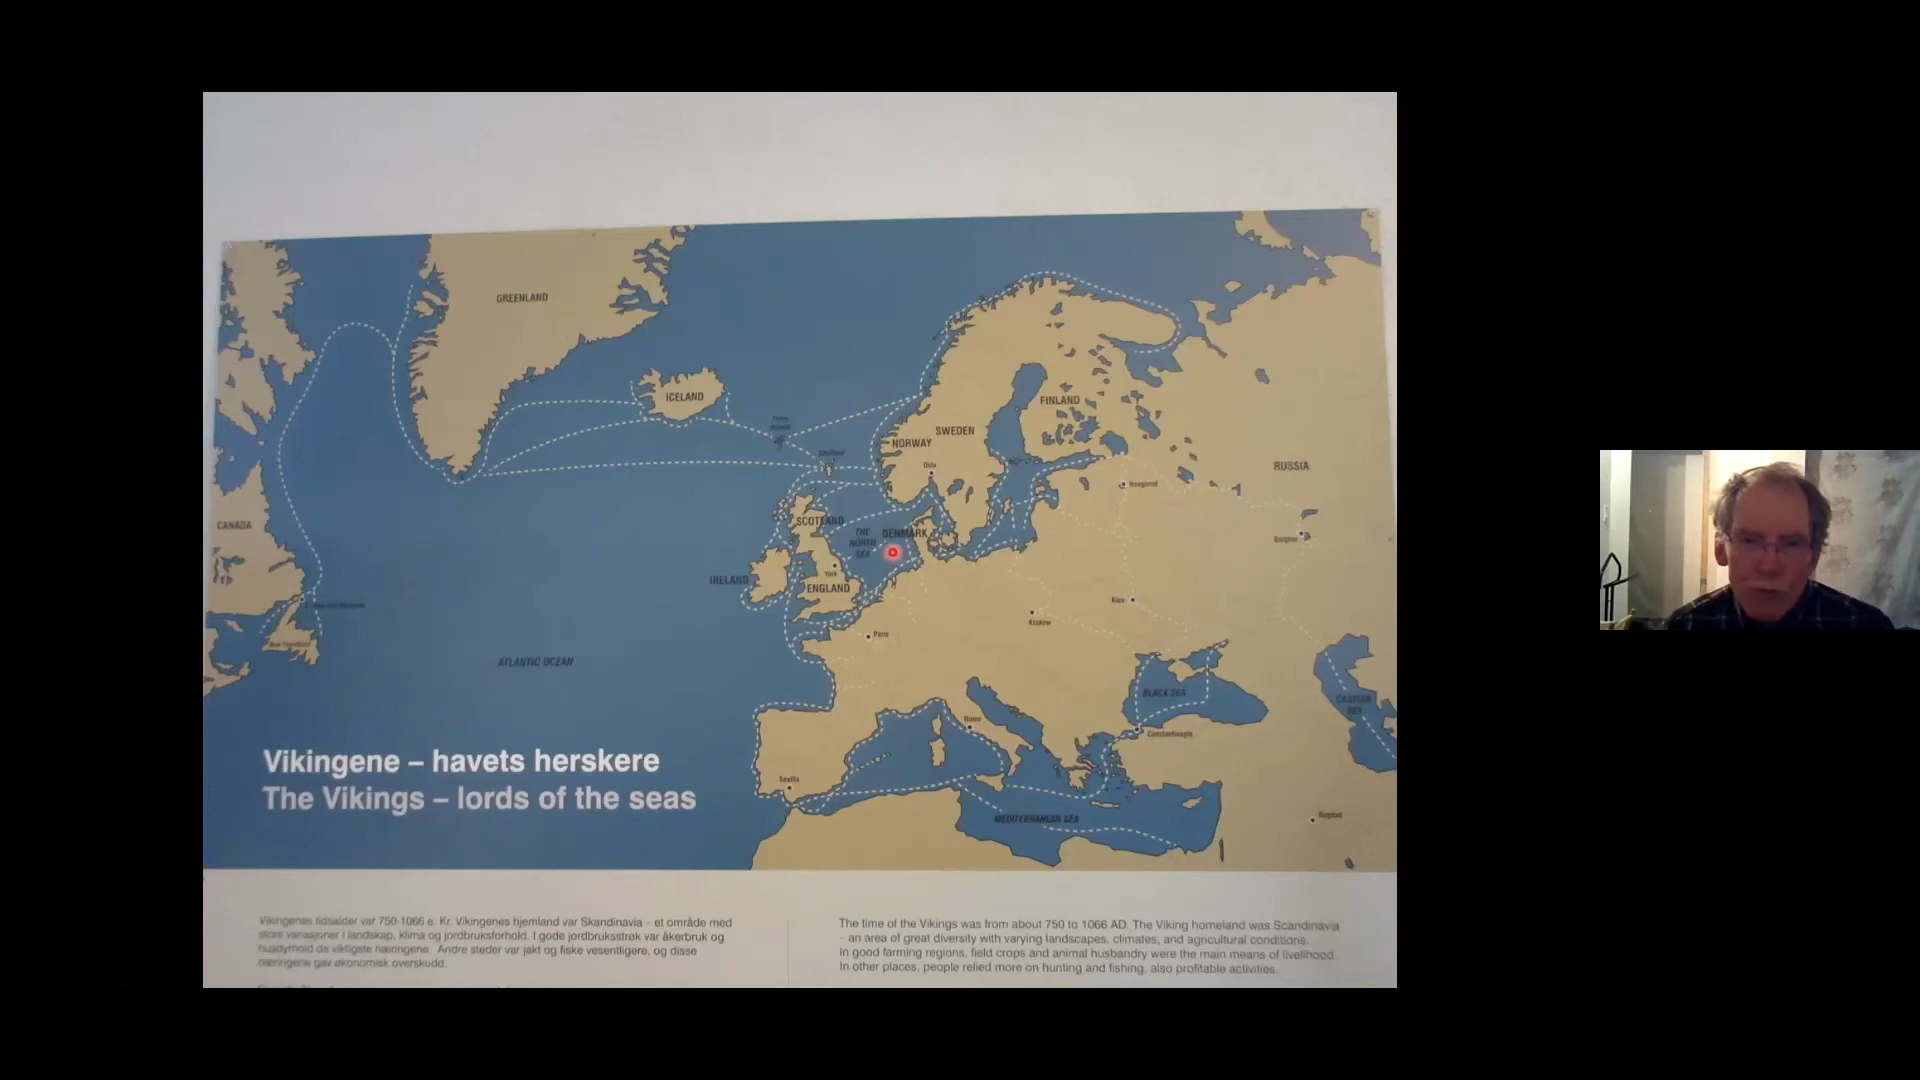 GREENLAND
ICELAND
FINLAND
SWEDEN
NORWAY
Oslo
RUSSIA
Novgorod
CANADA
SCOTLAND
THE
NORTH
SEA
DENMARK
York
IRELAND
ENGLAND
Kiev
Krakow
Paris
ATLANTIC OCEAN
BLACK SEA
CASPIAN
SEA
Rome
Constantinople
Sevilla
MEDITERRANEAN SEA
Bagdad
Vikingene – havets herskere
The Vikings – lords of the seas
Vikingenes tidsalder var 750-1066 e. Kr. Vikingenes hjemland var Skandinavia – et område med
store variasjoner i landskap, klima og jordbruksforhold. I gode jordbruksstrøk var åkerbruk og
husdyrhold de viktigste næringene. Andre steder var jakt og fiske vesentligere, og disse
næringene gav økonomisk overskudd.
The time of the Vikings was from about 750 to 1066 AD. The Viking homeland was Scandinavia
– an area of great diversity with varying landscapes, climates, and agricultural conditions.
In good farming regions, field crops and animal husbandry were the main means of livelihood.
In other places, people relied more on hunting and fishing, also profitable activities.